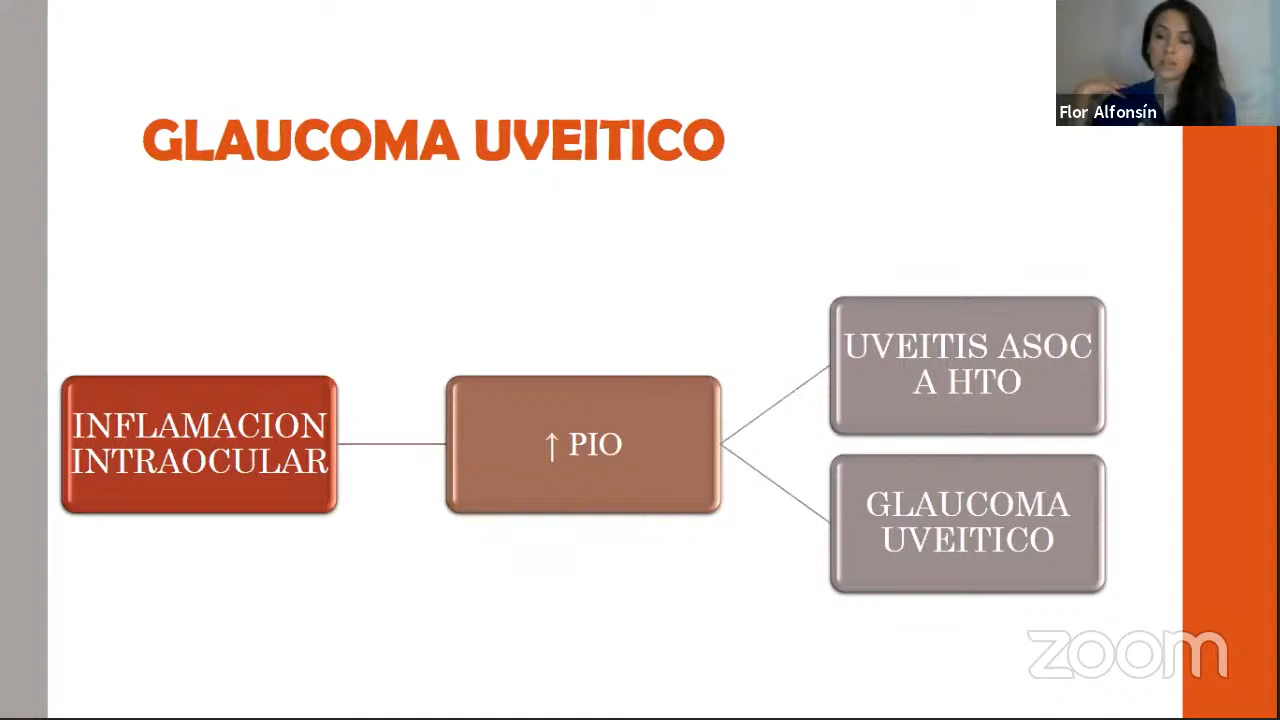 Flor Alfonsín
GLAUCOMA UVEITICO
INFLAMACION
INTRAOCULAR
↑ PIO
UVEITIS ASOC
A HTO
GLAUCOMA
UVEITICO
zoom